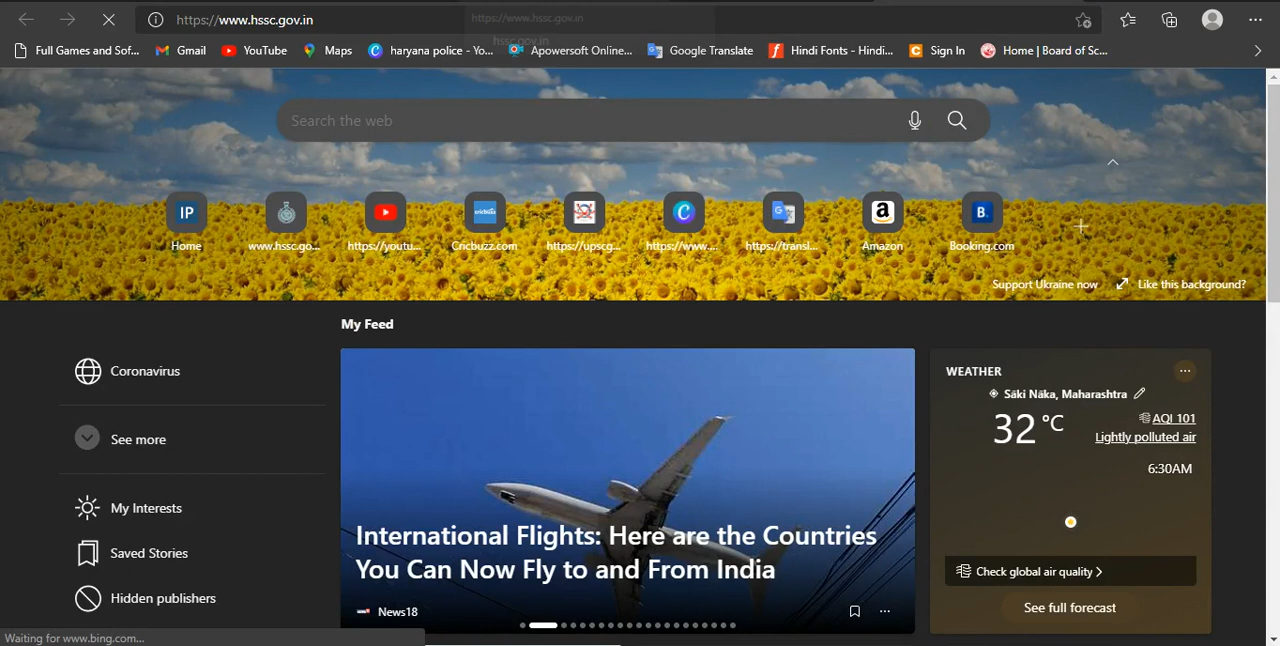 https://www.hssc.gov.in
https://www.hssc.gov.in
hssc.gov.in
Full Games and Sof...
Gmail
YouTube
Maps
haryana police - Yo...
Apowersoft Online...
Google Translate
Hindi Fonts - Hindi...
Sign In
Home | Board of Sc...
Search the web
IP
cricbuzz
B.
Home
www.hssc.go...
https://youtu...
Cricbuzz.com
https://upscg...
https://www....
https://transl...
Amazon
Booking.com
Support Ukraine now
Like this background?
My Feed
Coronavirus
See more
My Interests
Saved Stories
Hidden publishers
International Flights: Here are the Countries
You Can Now Fly to and From India
News18
WEATHER
Sāki Nāka, Maharashtra
32 °C
AQI 101
Lightly polluted air
6:30AM
Check global air quality
See full forecast
Waiting for www.bing.com...